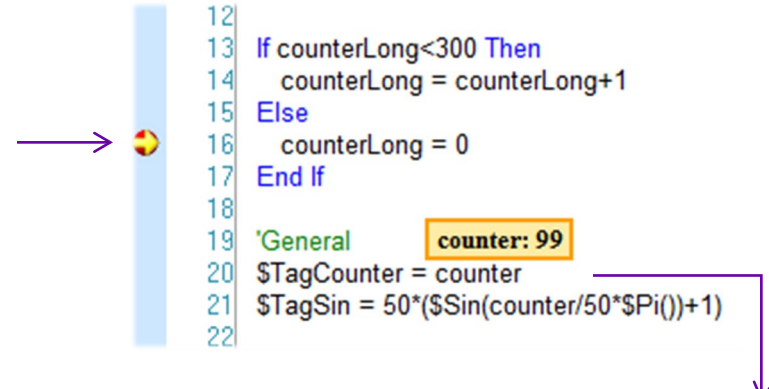 12
13 If counterLong<300 Then
14 counterLong = counterLong+1
15 Else
16 counterLong = 0
17 End If
18
19 'General counter: 99
20 $TagCounter = counter
21 $TagSin = 50*($Sin(counter/50*$Pi())+1)
22